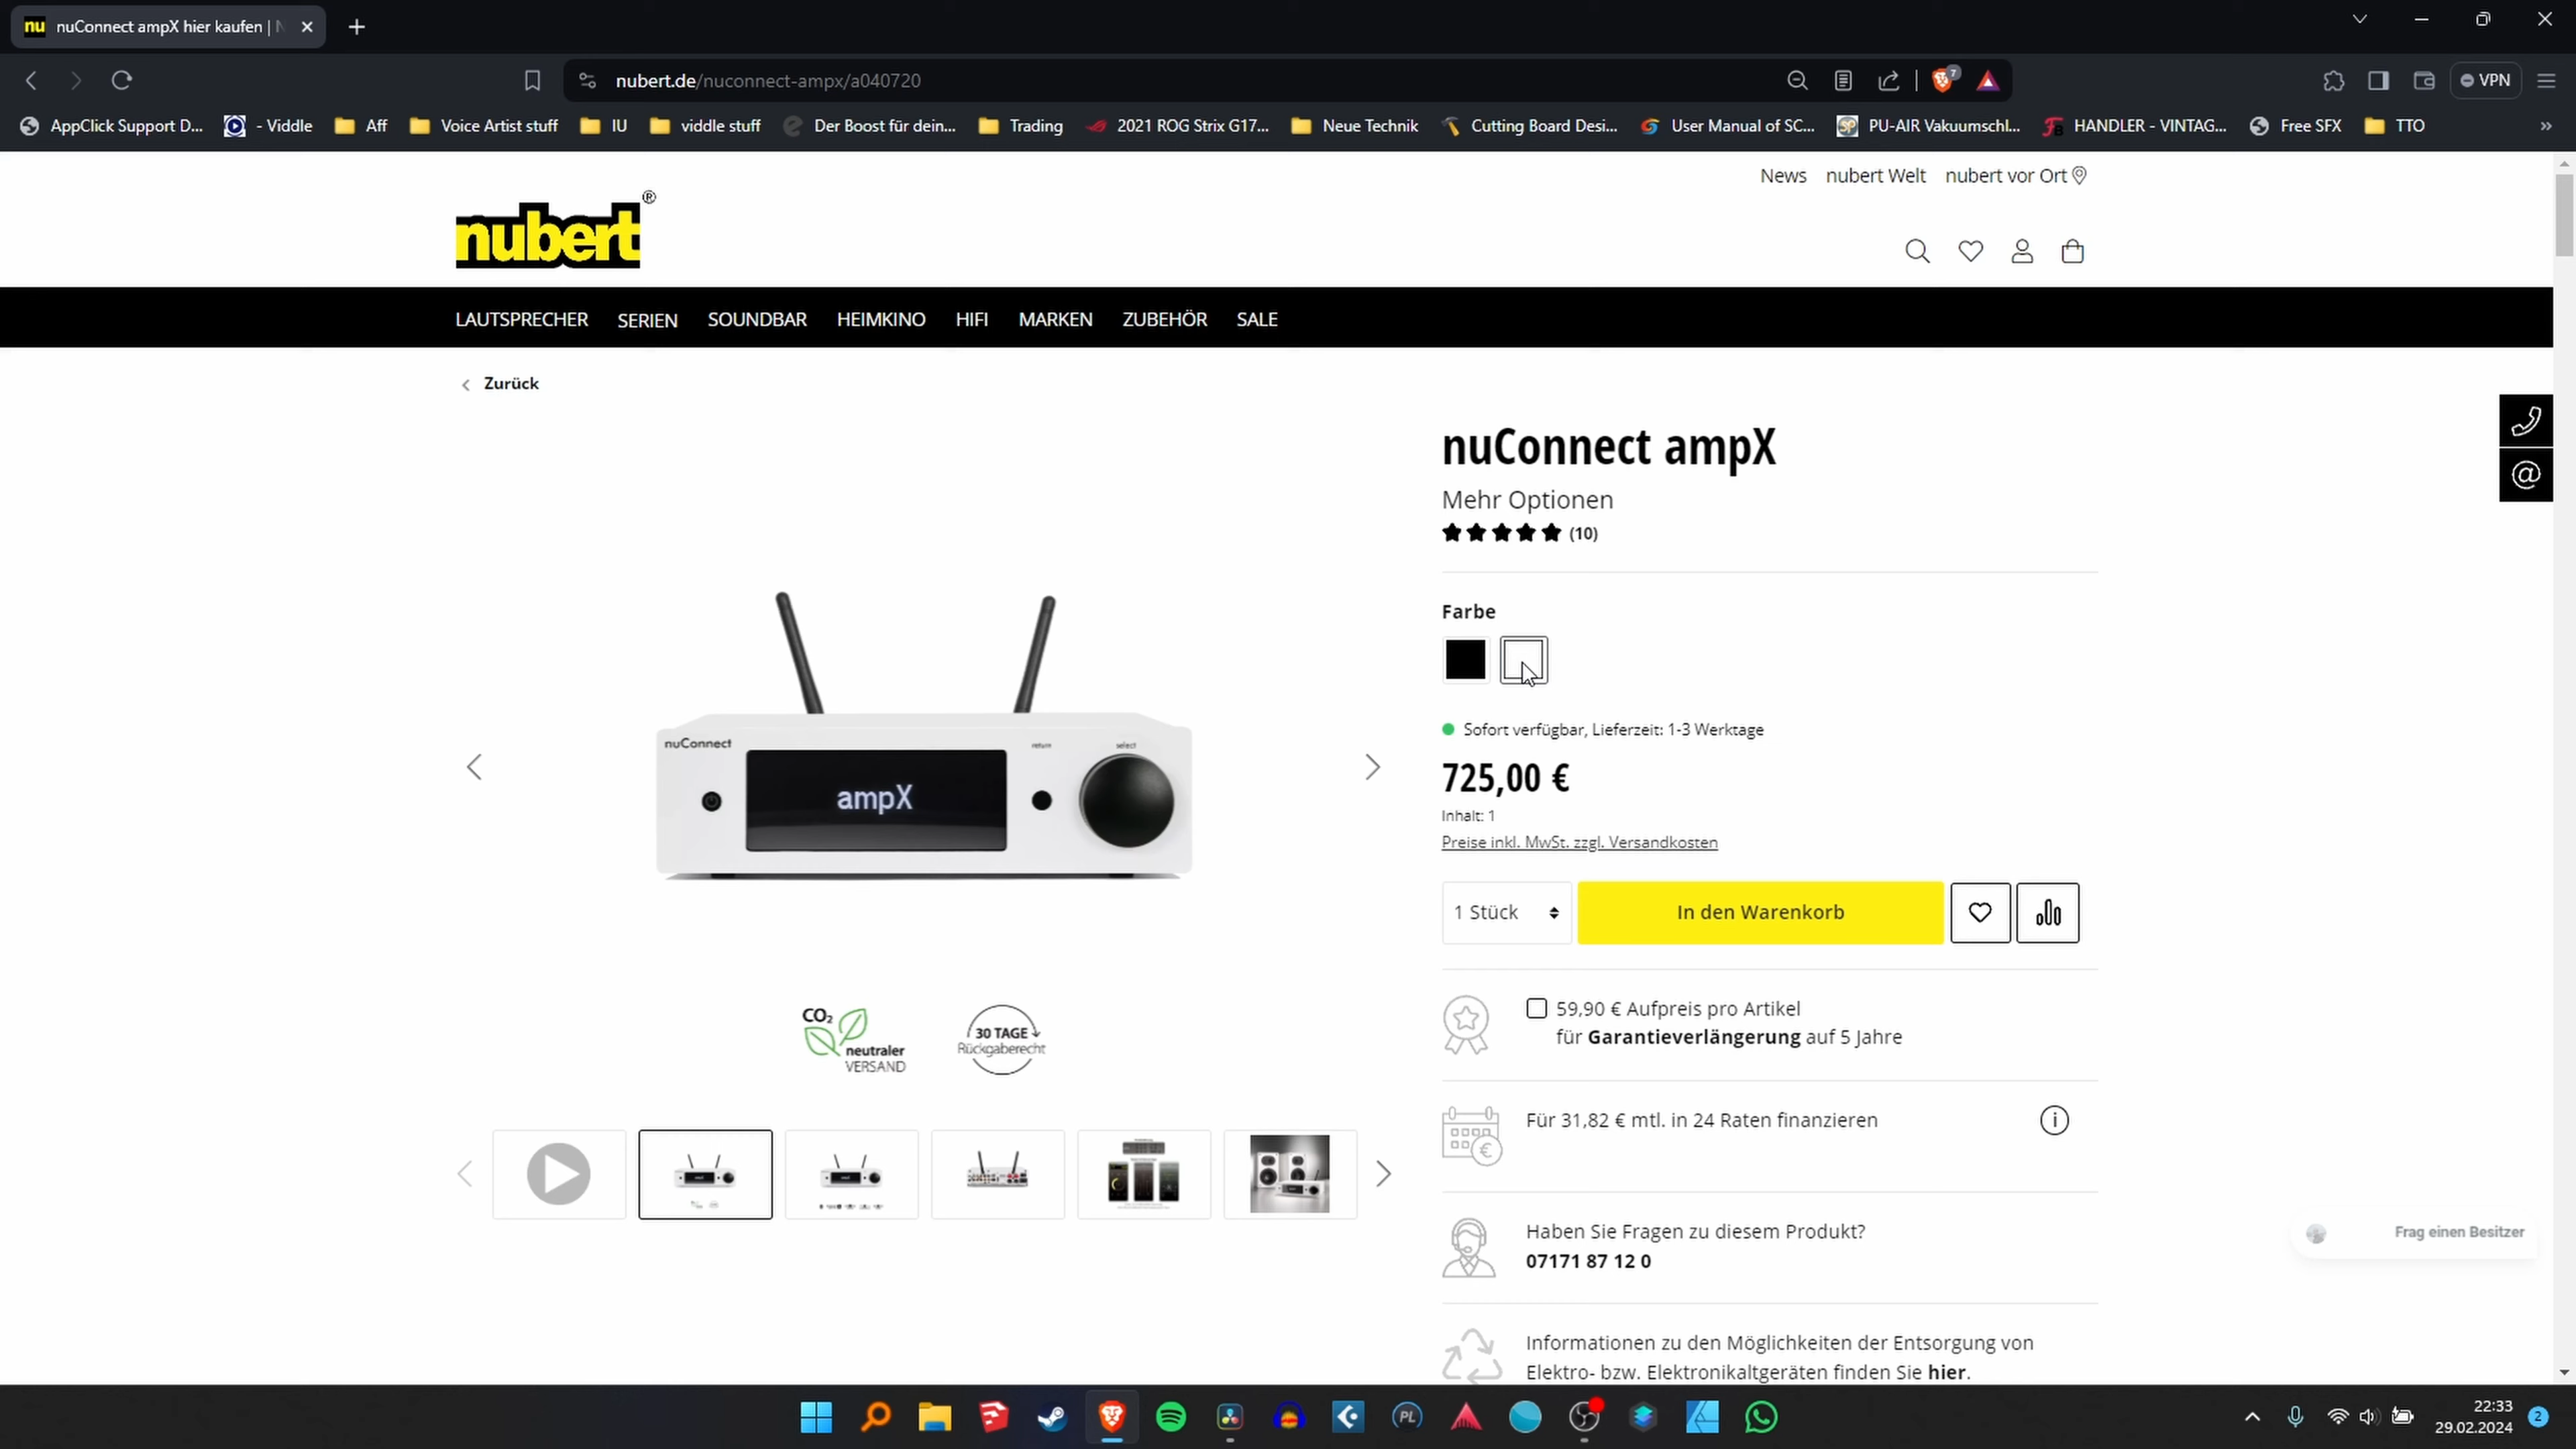 nu nuConnect ampX hier kaufen |
nubert.de/nuconnect-ampx/a040720
7
VPN
AppClick Support D...
- Viddle
Aff
Voice Artist stuff
IU
viddle stuff
Der Boost für dein...
Trading
2021 ROG Strix G17...
Neue Technik
Cutting Board Desi...
User Manual of SC...
PU-AIR Vakuumschl...
HANDLER - VINTAG...
Free SFX
TTO
»
News nubert Welt nubert vor Ort
nubert®
LAUTSPRECHER SERIEN SOUNDBAR HEIMKINO HIFI MARKEN ZUBEHÖR SALE
Zurück
nuConnect ampX
Mehr Optionen
(10)
Farbe
Sofort verfügbar, Lieferzeit: 1-3 Werktage
725,00 €
Inhalt: 1
Preise inkl. MwSt. zzgl. Versandkosten
1 Stück
In den Warenkorb
nuConnect
return
select
ampX
CO2
neutraler
VERSAND
30 TAGE
Rückgaberecht
59,90 € Aufpreis pro Artikel
für Garantieverlängerung auf 5 Jahre
Für 31,82 € mtl. in 24 Raten finanzieren
Haben Sie Fragen zu diesem Produkt?
07171 87 12 0
Frag einen Besitzer
Informationen zu den Möglichkeiten der Entsorgung von
Elektro- bzw. Elektronikaltgeräten finden Sie hier.
PL
22:33
29.02.2024
2